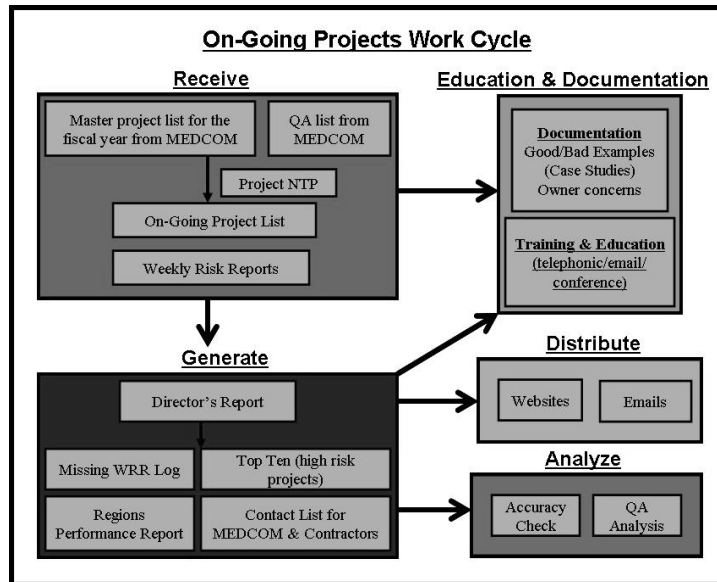 On-Going Projects Work Cycle
Receive
Master project list for the
fiscal year from MEDCOM
QA list from
MEDCOM
Project NTP
On-Going Project List
Weekly Risk Reports
Education & Documentation
Documentation
Good/Bad Examples
(Case Studies)
Owner concerns
Training & Education
(telephonic/email/
conference)
Generate
Director's Report
Missing WRR Log
Top Ten (high risk
projects)
Regions
Performance Report
Contact List for
MEDCOM & Contractors
Distribute
Websites
Emails
Analyze
Accuracy
Check
QA
Analysis